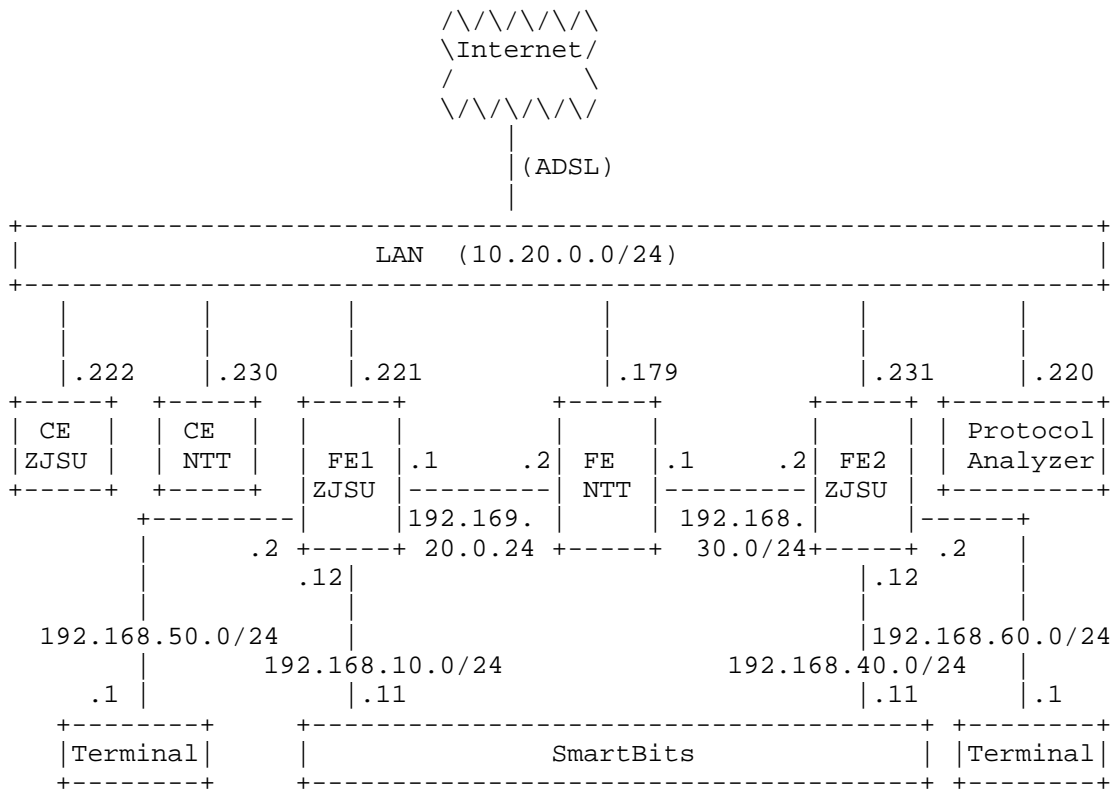 Internet
(ADSL)
LAN (10.20.0.0/24)
.222 .230 .221 .179 .231 .220
CE CE Protocol
ZJSU NTT FE1 .1 .2 FE .1 .2 FE2 Analyzer
ZJSU NTT ZJSU
192.169. 192.168.
.2 20.0.24 30.0/24 .2
.12 .12
192.168.50.0/24 192.168.60.0/24
192.168.10.0/24 192.168.40.0/24
.1 .11 .11 .1
Terminal SmartBits Terminal